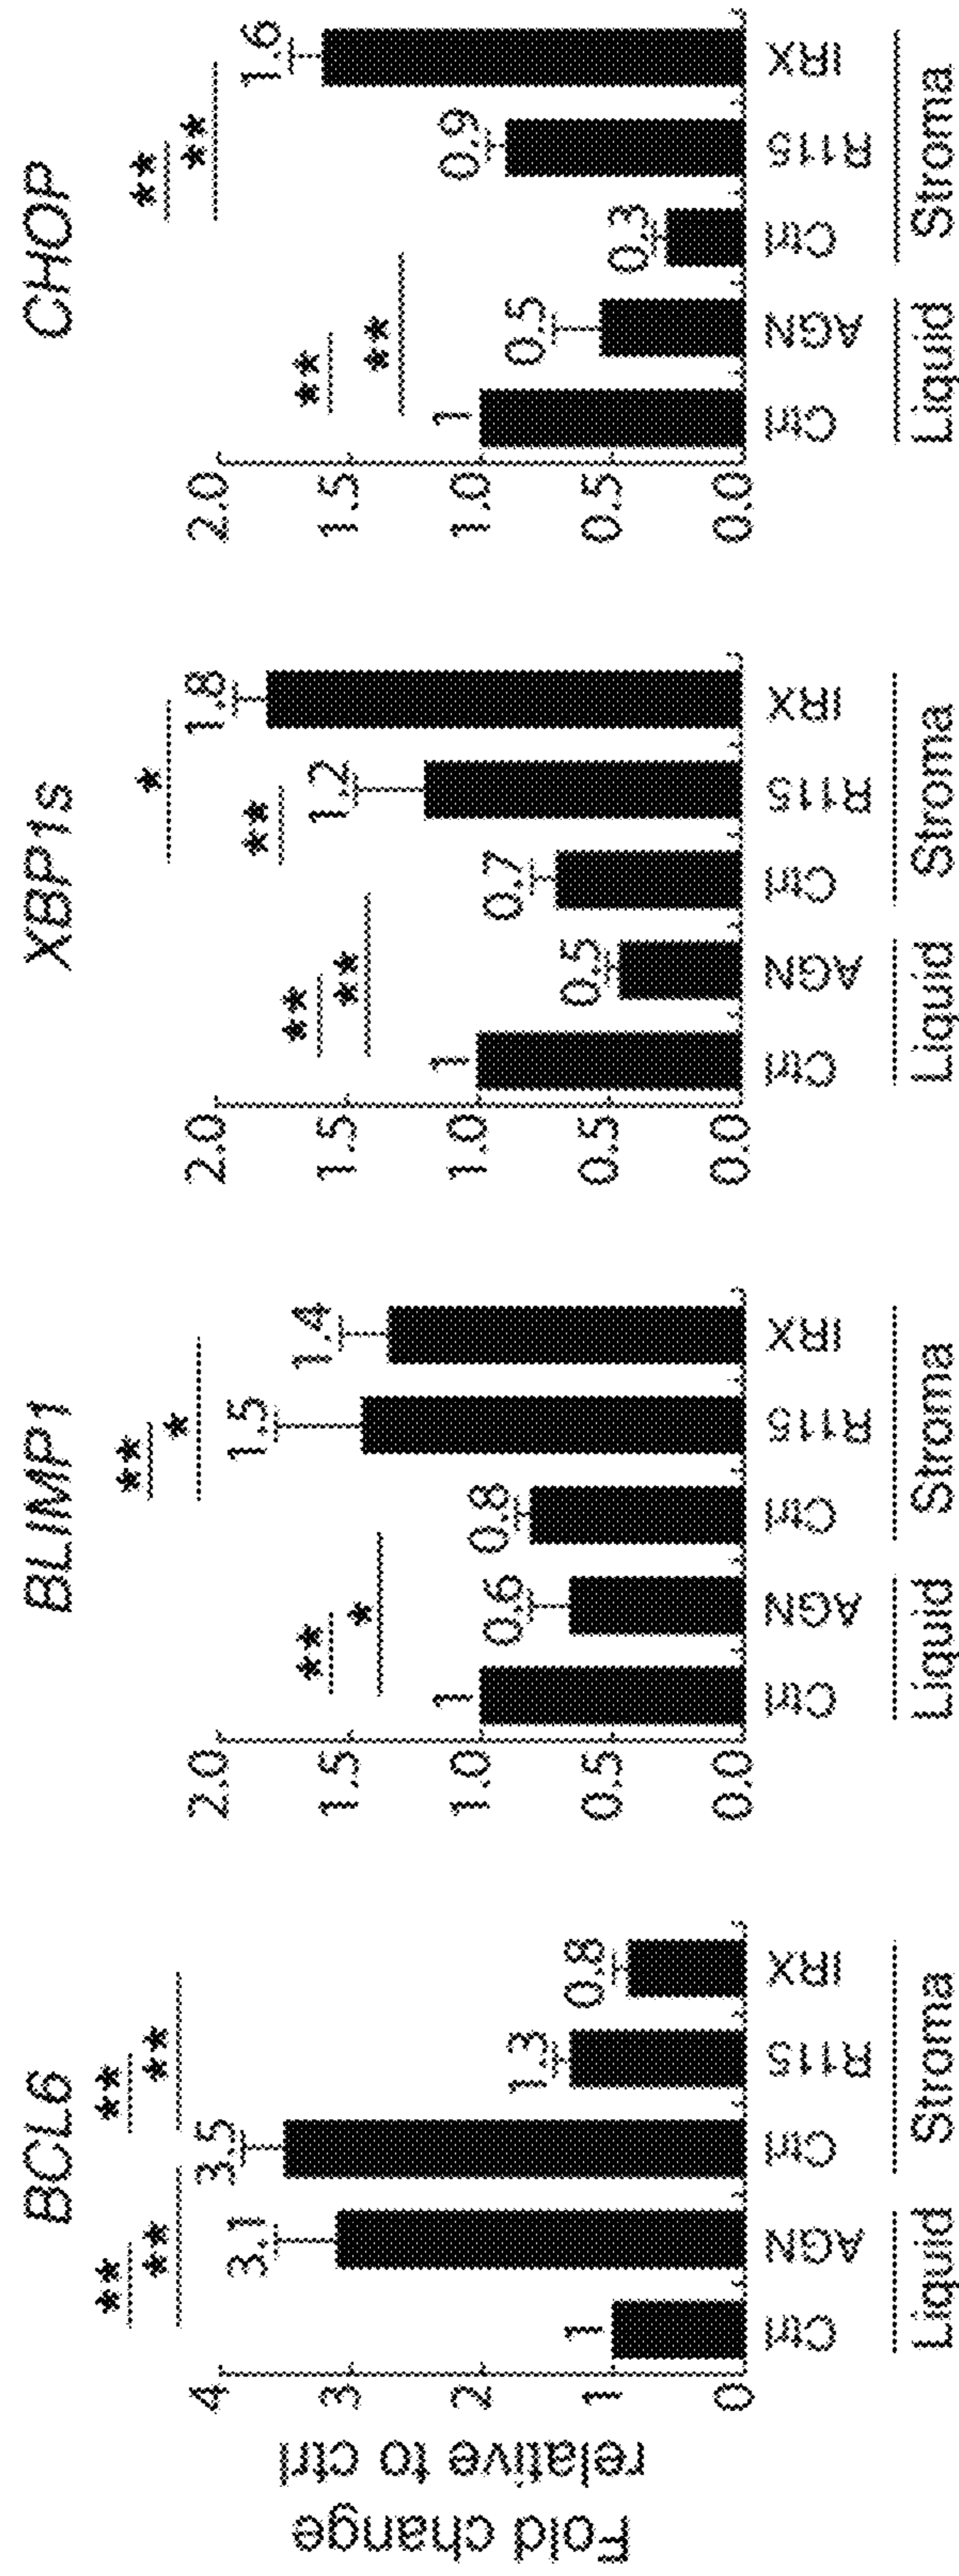 Fold change
relative to ctrl
BCL6
4
3
2
1
0
** ** ** **
1 3.1 3.5 1.3 0.8
Ctrl AGN Ctrl R115 IRX
Liquid Stroma
BLIMP1
2.0
1.5
1.0
0.5
0.0
** * ** *
1 0.6 0.8 1.5 1.4
Ctrl AGN Ctrl R115 IRX
Liquid Stroma
XBP1s
2.0
1.5
1.0
0.5
0.0
** ** ** *
1 0.5 0.7 1.2 1.8
Ctrl AGN Ctrl R115 IRX
Liquid Stroma
CHOP
2.0
1.5
1.0
0.5
0.0
** ** ** **
1 0.5 0.3 0.9 1.6
Ctrl AGN Ctrl R115 IRX
Liquid Stroma